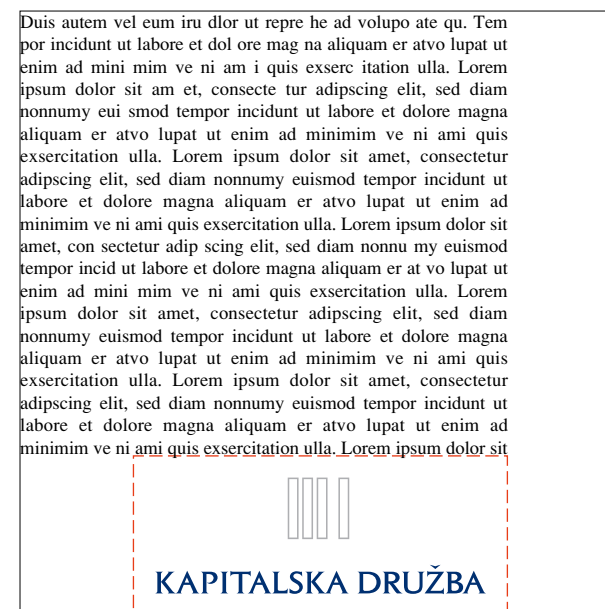 Duis autem vel eum iru dlor ut repre he ad volupo ate qu. Tem
por incidunt ut labore et dol ore mag na aliquam er atvo lupat ut
enim ad mini mim ve ni am i quis exserc itation ulla. Lorem
ipsum dolor sit am et, consecte tur adipscing elit, sed diam
nonnumy eui smod tempor incidunt ut labore et dolore magna
aliquam er atvo lupat ut enim ad minimim ve ni ami quis
exsercitation ulla. Lorem ipsum dolor sit amet, consectetur
adipscing elit, sed diam nonnumy euismod tempor incidunt ut
labore et dolore magna aliquam er atvo lupat ut enim ad
minimim ve ni ami quis exsercitation ulla. Lorem ipsum dolor sit
amet, con sectetur adip scing elit, sed diam nonnu my euismod
tempor incid ut labore et dolore magna aliquam er at vo lupat ut
enim ad mini mim ve ni ami quis exsercitation ulla. Lorem
ipsum dolor sit amet, consectetur adipscing elit, sed diam
nonnumy euismod tempor incidunt ut labore et dolore magna
aliquam er atvo lupat ut enim ad minimim ve ni ami quis
exsercitation ulla. Lorem ipsum dolor sit amet, consectetur
adipscing elit, sed diam nonnumy euismod tempor incidunt ut
labore et dolore magna aliquam er atvo lupat ut enim ad
minimim ve ni ami quis exsercitation ulla. Lorem ipsum dolor sit
KAPITALSKA DRUŽBA